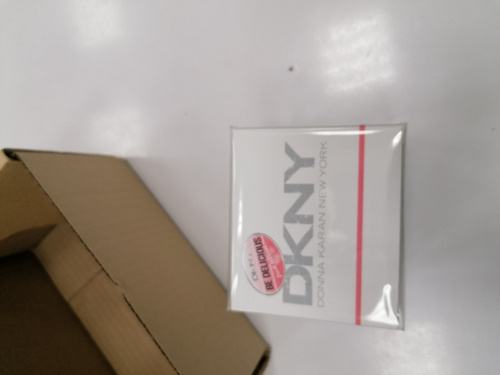 DKNY
DONNA KARAN NEW YORK
BE DELICIOUS